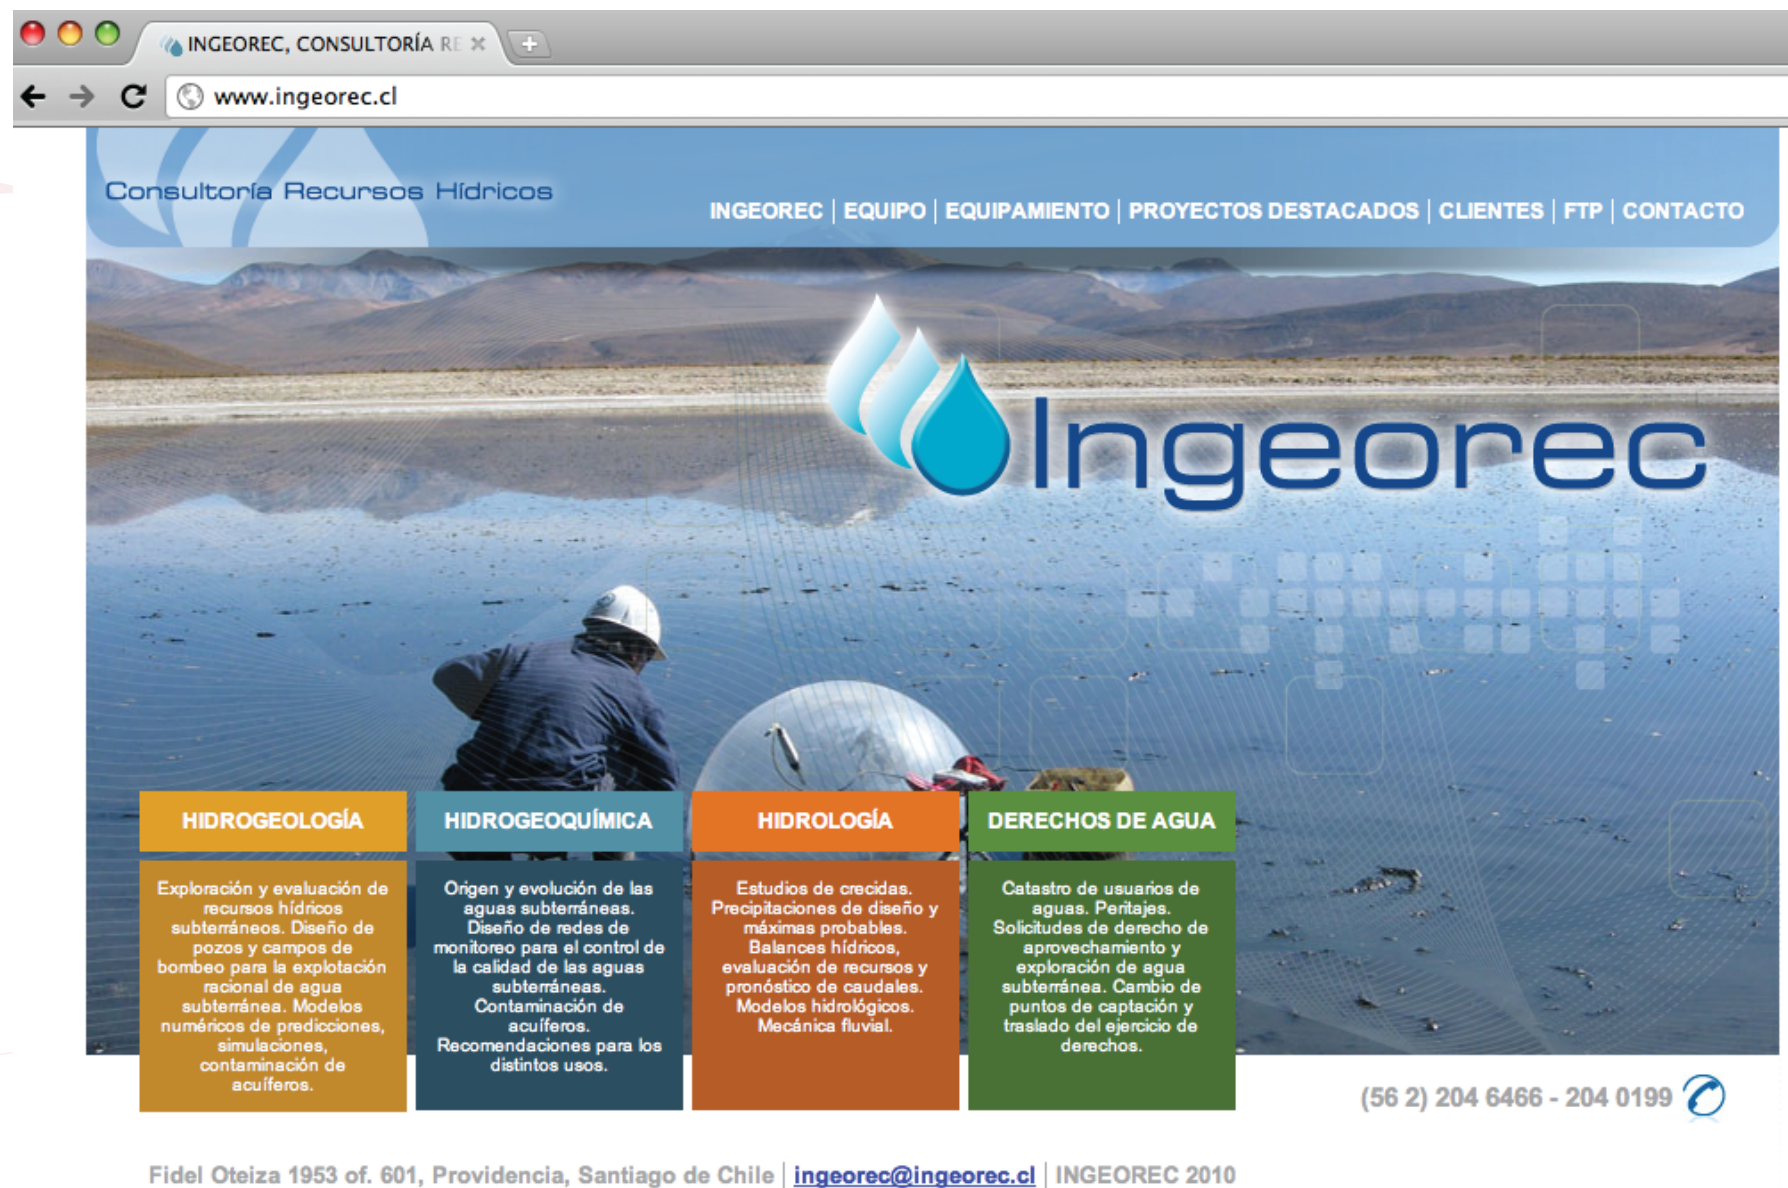 INGEOREC, CONSULTORÍA RE
www.ingeorec.cl
Consultoría Recursos Hídricos
INGEOREC | EQUIPO | EQUIPAMIENTO | PROYECTOS DESTACADOS | CLIENTES | FTP | CONTACTO
Ingeorec
HIDROGEOLOGÍA
Exploración y evaluación de
recursos hídricos
subterráneos. Diseño de
pozos y campos de
bombeo para la explotación
racional de agua
subterránea. Modelos
numéricos de predicciones,
simulaciones,
contaminación de
acuíferos.
HIDROGEOQUÍMICA
Origen y evolución de las
aguas subterráneas.
Diseño de redes de
monitoreo para el control de
la calidad de las aguas
subterráneas.
Contaminación de
acuíferos.
Recomendaciones para los
distintos usos.
HIDROLOGÍA
Estudios de crecidas.
Precipitaciones de diseño y
máximas probables.
Balances hídricos,
evaluación de recursos y
pronóstico de caudales.
Modelos hidrológicos.
Mecánica fluvial.
DERECHOS DE AGUA
Catastro de usuarios de
aguas. Peritajes.
Solicitudes de derecho de
aprovechamiento y
exploración de agua
subterránea. Cambio de
puntos de captación y
traslado del ejercicio de
derechos.
(56 2) 204 6466 - 204 0199
Fidel Oteiza 1953 of. 601, Providencia, Santiago de Chile | ingeorec@ingeorec.cl | INGEOREC 2010